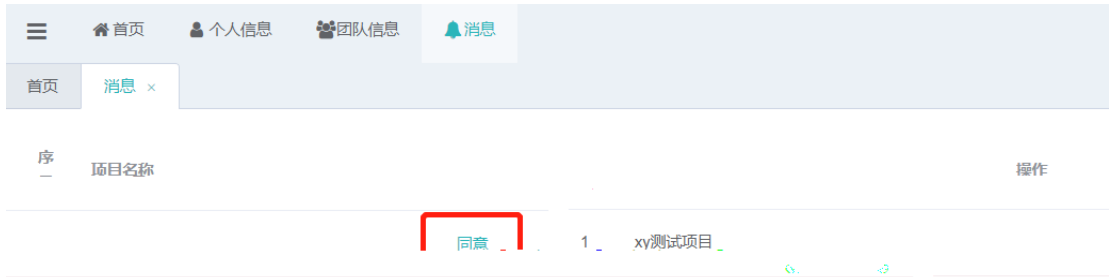 首页 个人信息 团队信息 消息
首页 消息 ×
序 项目名称 操作
同意 1 xy测试项目